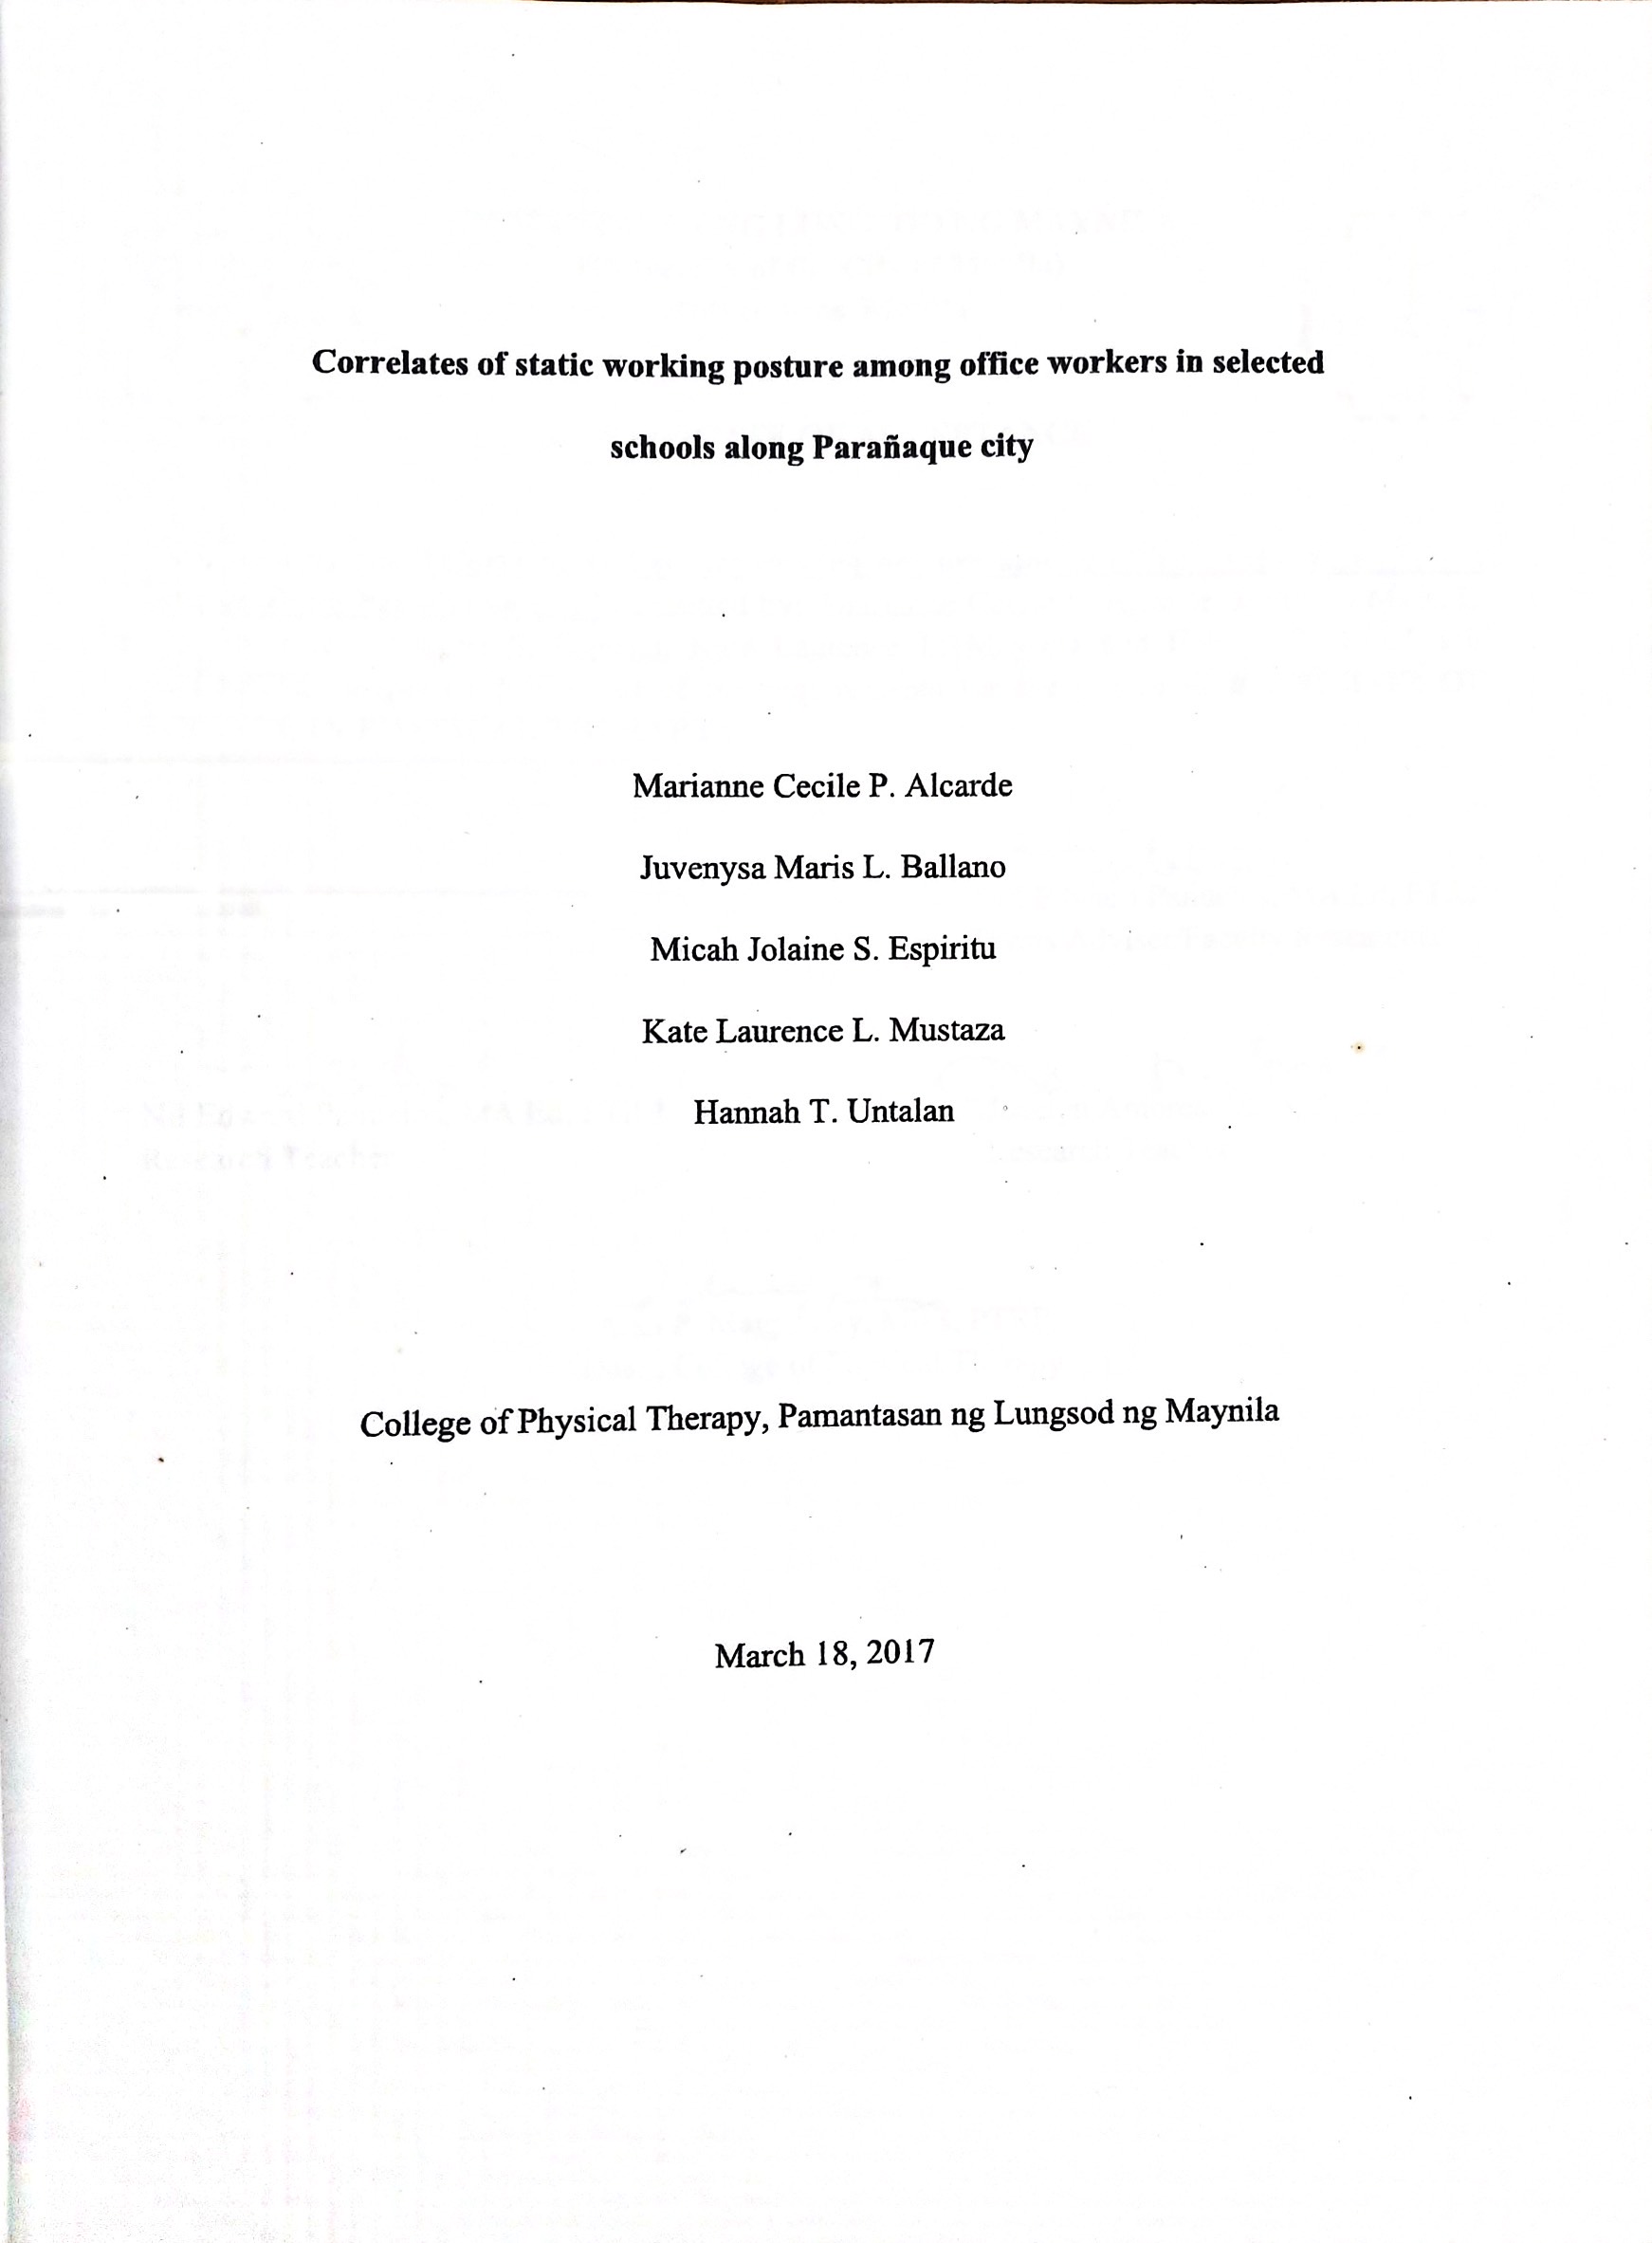 Correlates of static working posture among office workers in selected
schools along Parañaque city
Marianne Cecile P. Alcarde
Juvenysa Maris L. Ballano
Micah Jolaine S. Espiritu
Kate Laurence L. Mustaza
Hannah T. Untalan
College of Physical Therapy, Pamantasan ng Lungsod ng Maynila
March 18, 2017